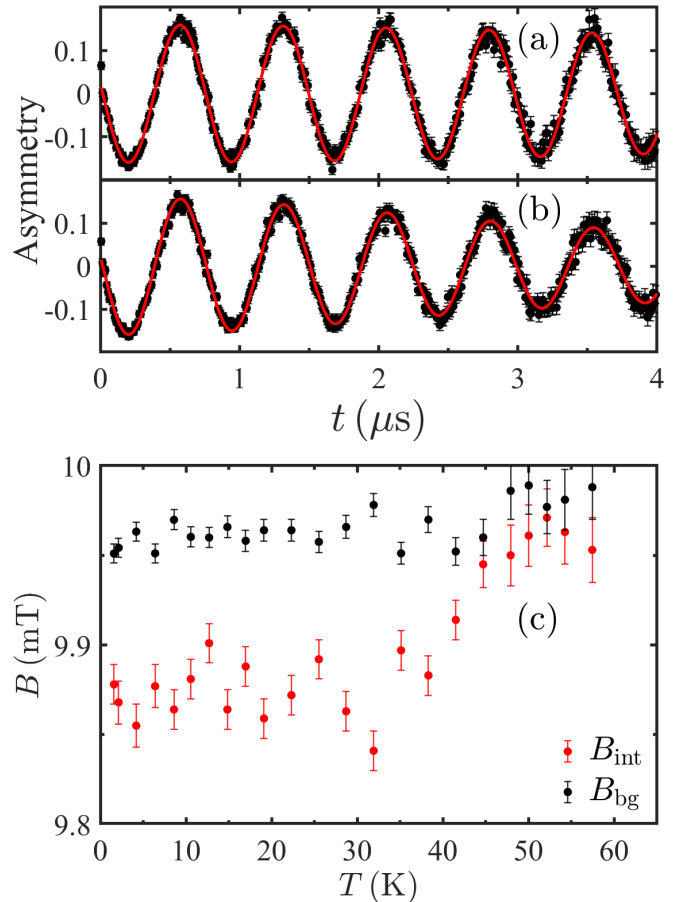 0.1
0
-0.1
(a)
0.1
0
-0.1
(b)
Asymmetry
0 1 2 3 4
t (μs)
10
9.9
9.8
B (mT)
(c)
B_int
B_bg
0 10 20 30 40 50 60
T (K)